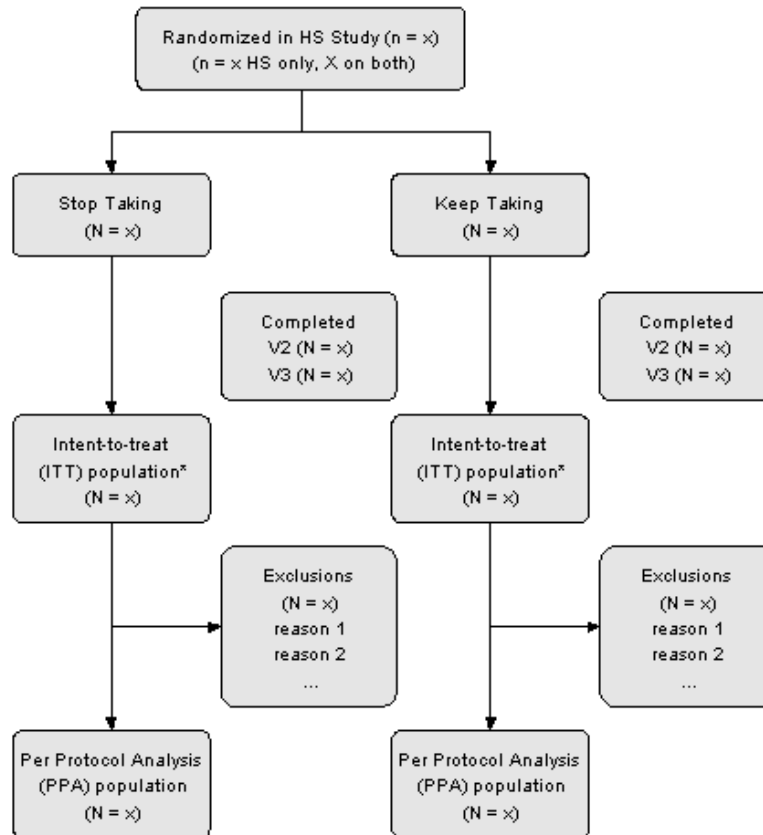 Randomized in HS Study (n = x)
(n = x HS only, X on both)
Stop Taking
(N = x)
Keep Taking
(N = x)
Completed
V2 (N = x)
V3 (N = x)
Completed
V2 (N = x)
V3 (N = x)
Intent-to-treat
(ITT) population*
(N = x)
Intent-to-treat
(ITT) population*
(N = x)
Exclusions
(N = x)
reason 1
reason 2
...
Exclusions
(N = x)
reason 1
reason 2
...
Per Protocol Analysis
(PPA) population
(N = x)
Per Protocol Analysis
(PPA) population
(N = x)